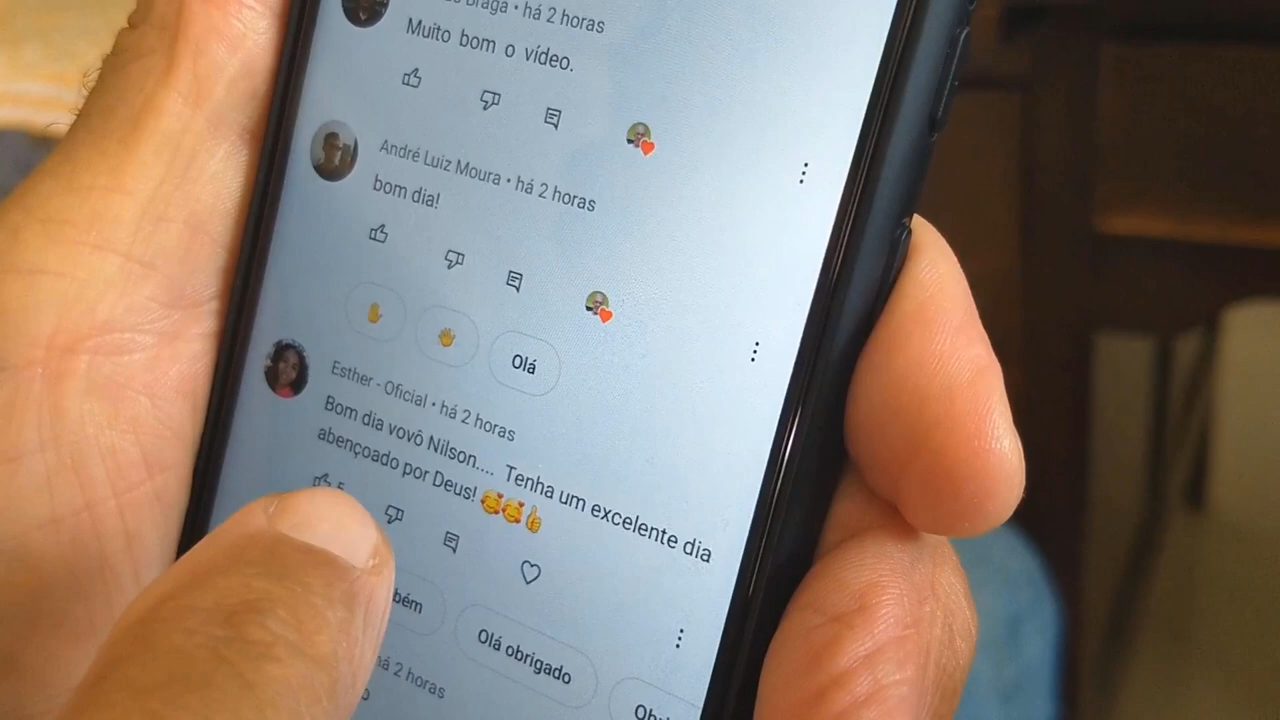 Braga • há 2 horas
Muito bom o vídeo.
André Luiz Moura • há 2 horas
bom dia!
Olá
Esther - Oficial • há 2 horas
Bom dia vovô Nilson.... Tenha um excelente dia
abençoado por Deus! 🥰🥰👍
5
bém
Olá obrigado
há 2 horas